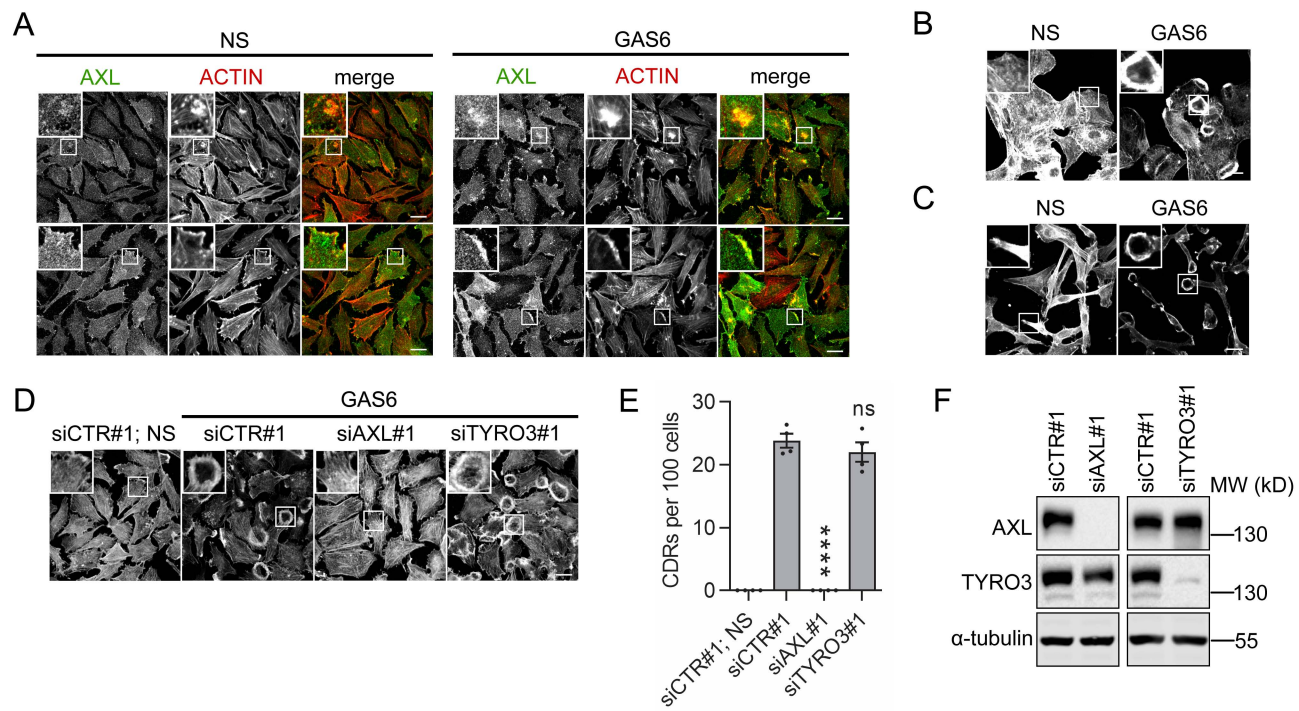 A
NS
GAS6
AXL
ACTIN
merge
AXL
ACTIN
merge
B
NS
GAS6
C
NS
GAS6
D
GAS6
siCTR#1; NS
siCTR#1
siAXL#1
siTYRO3#1
E
CDRs per 100 cells
30
20
10
0
ns
****
siCTR#1; NS
siCTR#1
siAXL#1
siTYRO3#1
F
siCTR#1
siAXL#1
siCTR#1
siTYRO3#1
MW (kD)
AXL
130
TYRO3
130
α-tubulin
55